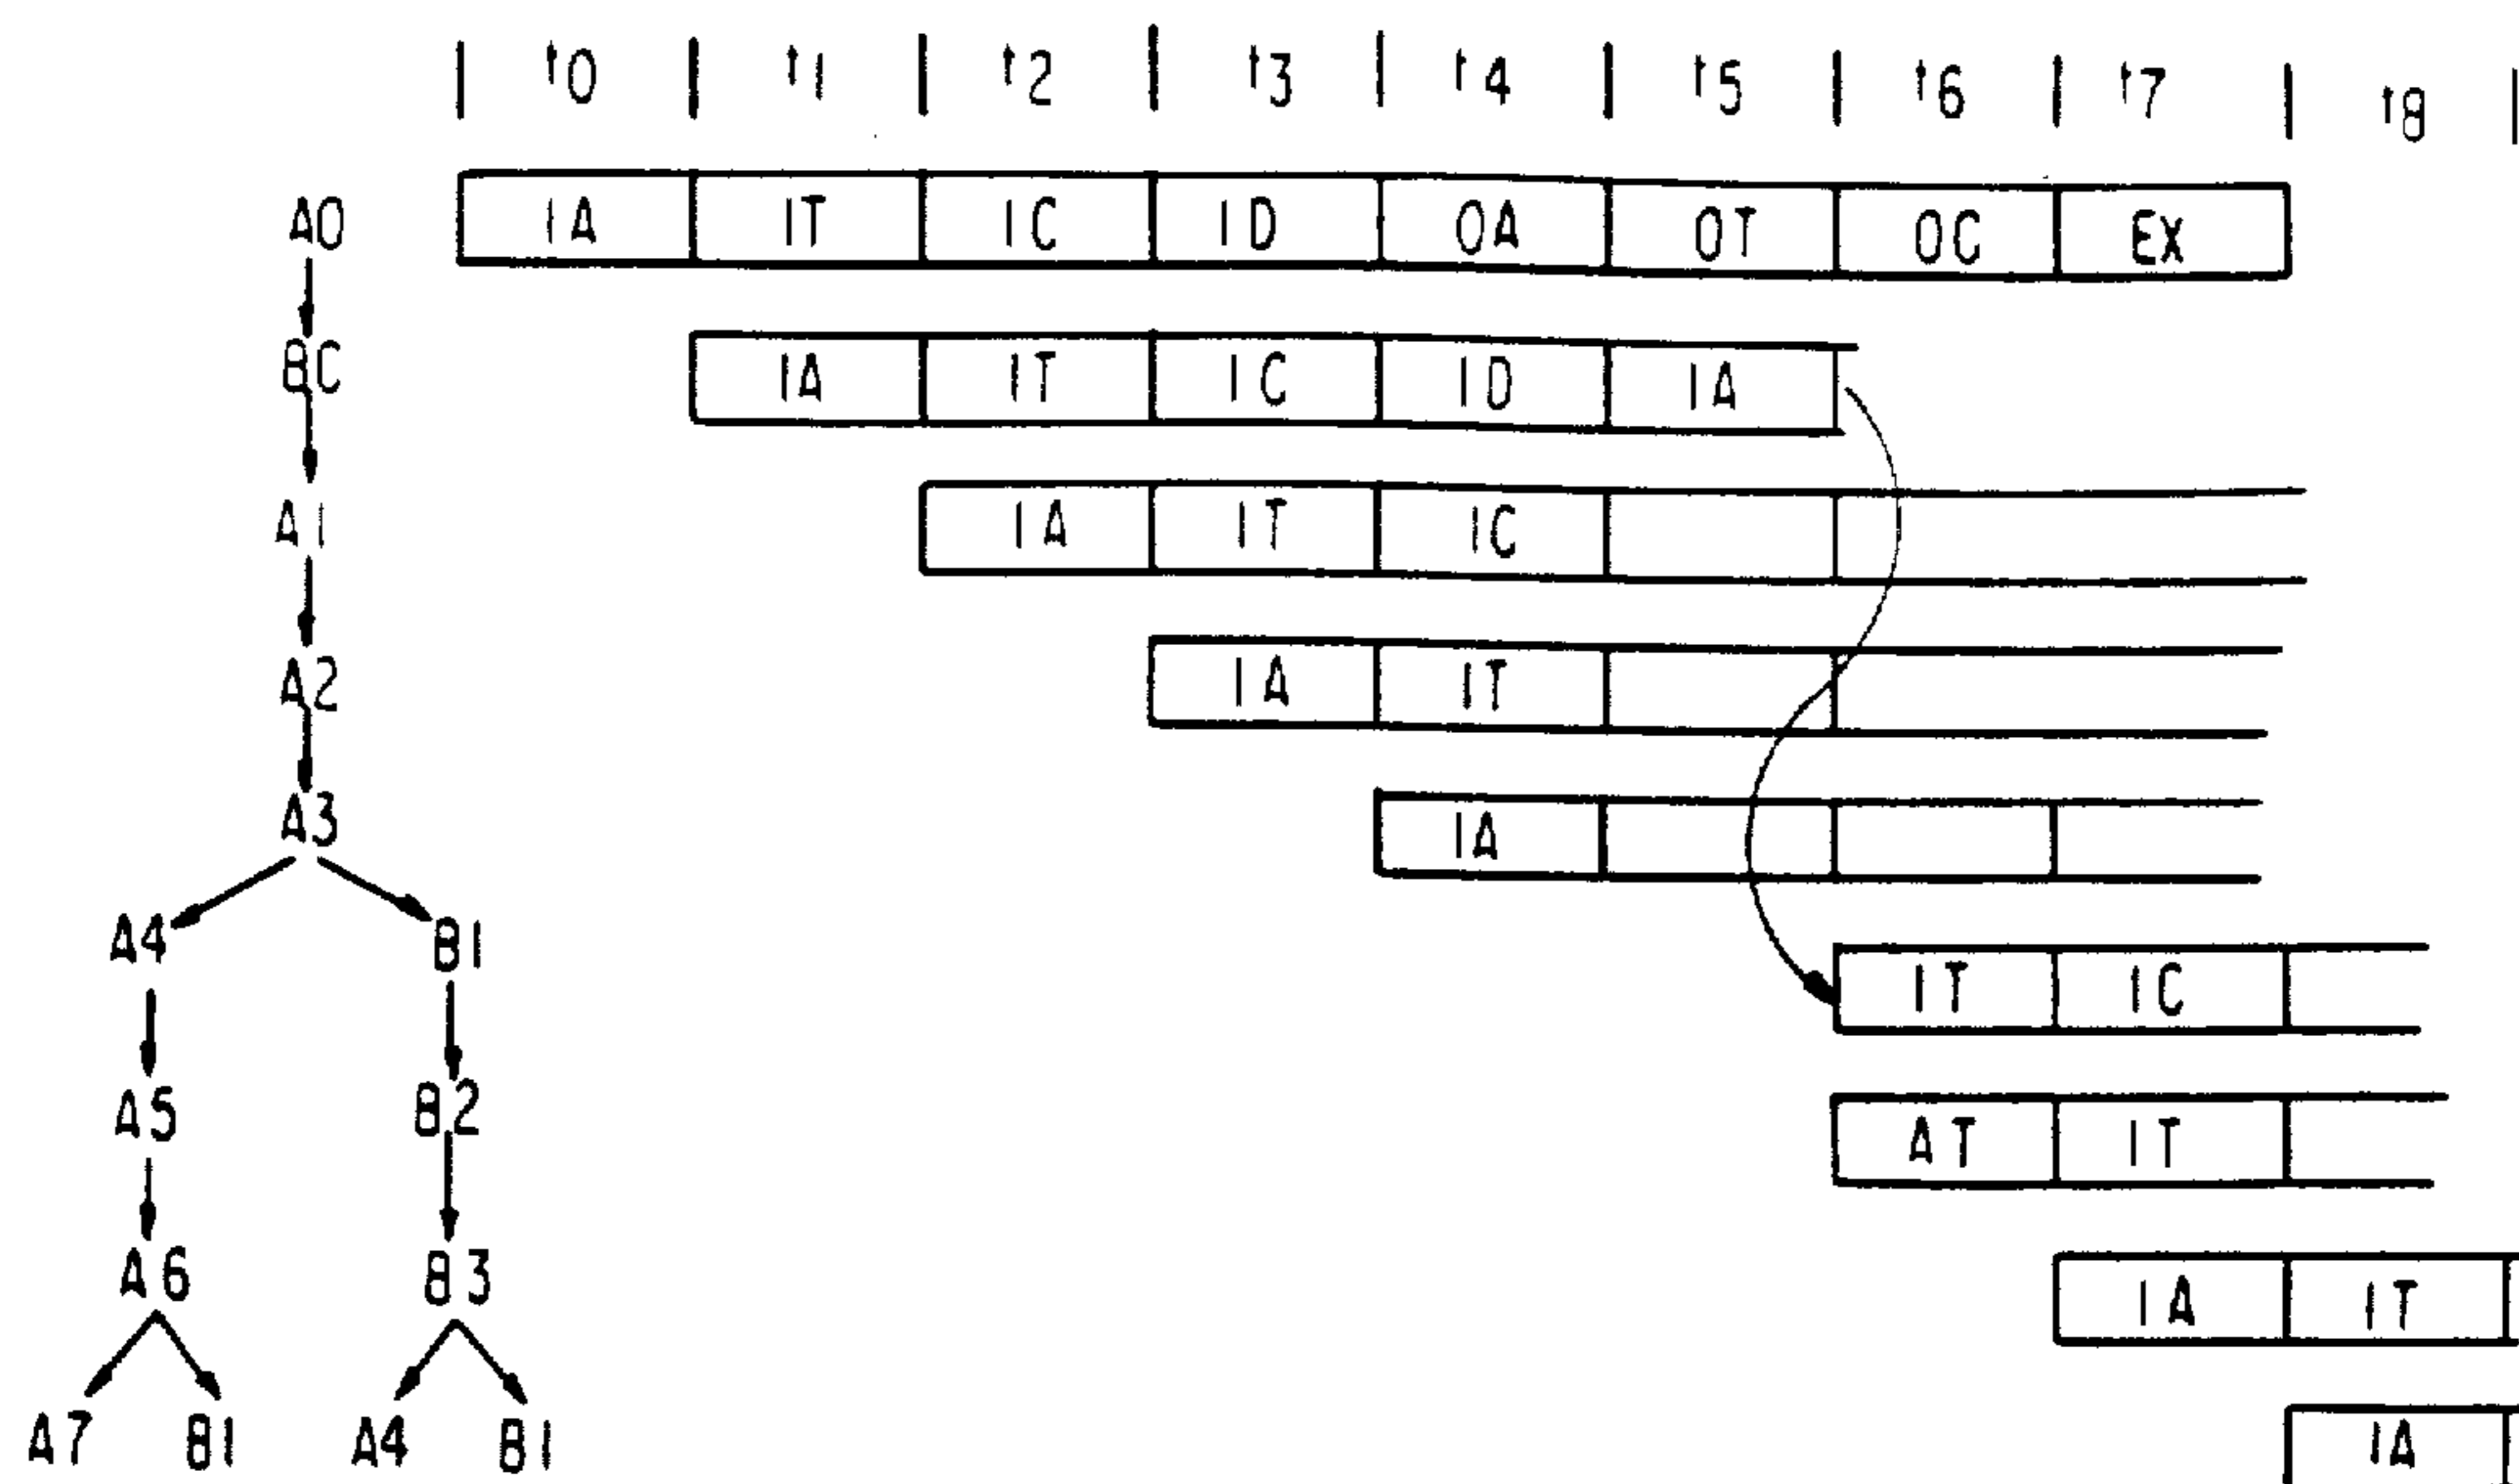 t0 t1 t2 t3 t4 t5 t6 t7 t8
A0 IA IT IC ID OA OT OC EX
BC IA IT IC ID IA
A1 IA IT IC
A2 IA IT
A3 IA
A4 B1 IT IC
A5 B2 AT IT
A6 B3 IA IT
A7 B1 A4 B1 IA